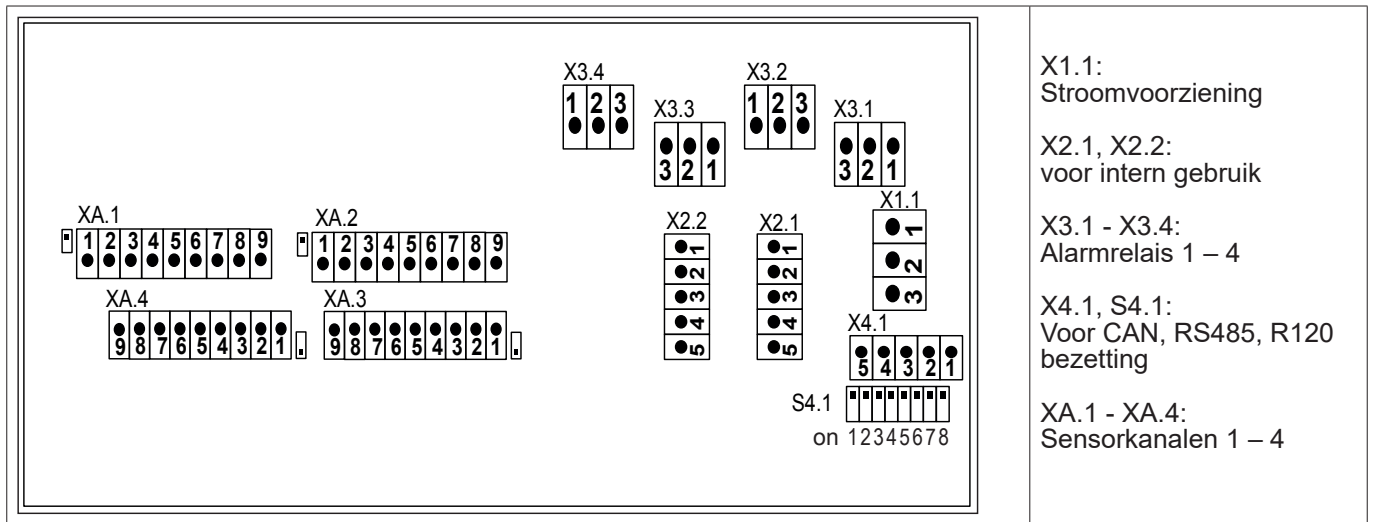 X3.4
1 2 3
X3.3
3 2 1
X3.2
1 2 3
X3.1
3 2 1
X1.1
1
2
3
XA.1
1 2 3 4 5 6 7 8 9
XA.2
1 2 3 4 5 6 7 8 9
XA.4
9 8 7 6 5 4 3 2 1
XA.3
9 8 7 6 5 4 3 2 1
X2.2
1
2
3
4
5
X2.1
1
2
3
4
5
X4.1
5 4 3 2 1
S4.1
on 12345678
X1.1:
Stroomvoorziening
X2.1, X2.2:
voor intern gebruik
X3.1 - X3.4:
Alarmrelais 1 – 4
X4.1, S4.1:
Voor CAN, RS485, R120
bezetting
XA.1 - XA.4:
Sensorkanalen 1 – 4